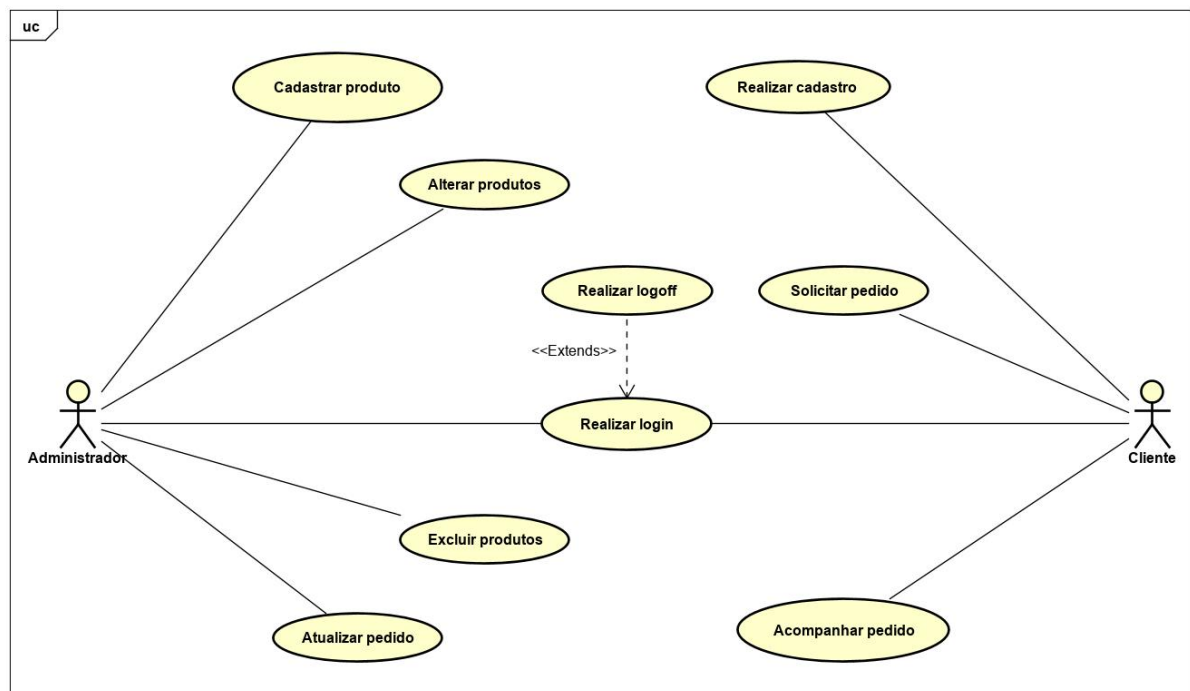 uc
Cadastrar produto
Realizar cadastro
Alterar produtos
Realizar logoff
Solicitar pedido
<<Extends>>
Realizar login
Administrador
Cliente
Excluir produtos
Atualizar pedido
Acompanhar pedido